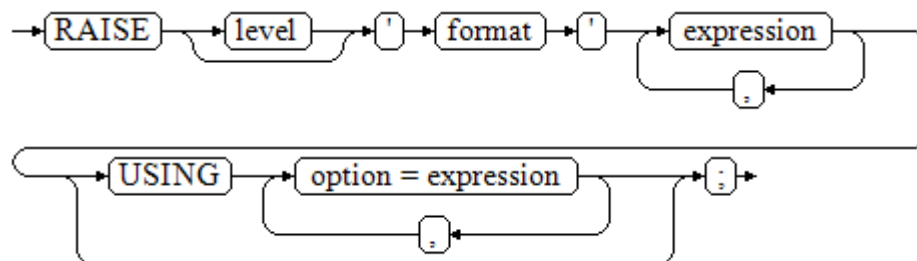 RAISE level ' format ' expression
,
USING option = expression ;
,